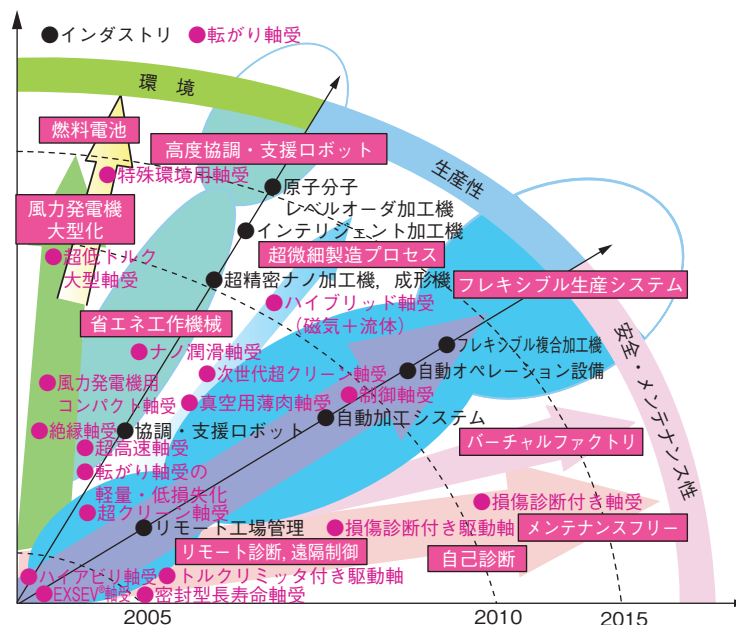 ●インダストリ ●転がり軸受
環 境
生産性
安全・メンテナンス性
燃料電池
高度協調・支援ロボット
●特殊環境用軸受
●原子分子
レベルオーダ加工機
風力発電機
大型化
●インテリジェント加工機
超微細製造プロセス
●超低トルク
大型軸受
●超精密ナノ加工機，成形機
フレキシブル生産システム
●ハイブリッド軸受
（磁気＋流体）
省エネ工作機械
●ナノ潤滑軸受
●フレキシブル複合加工機
●次世代超クリーン軸受
●自動オペレーション設備
●風力発電機用
コンパクト軸受
●真空用薄肉軸受
●制御軸受
●自動加工システム
●絶縁軸受
●協調・支援ロボット
バーチャルファクトリ
●超高速軸受
●転がり軸受の
軽量・低損失化
●損傷診断付き軸受
●超クリーン軸受
●リモート工場管理
●損傷診断付き駆動軸
メンテナンスフリー
リモート診断,遠隔制御
自己診断
●ハイアビリ軸受
●トルクリミッタ付き駆動軸
●EXSEV®軸受
●密封型長寿命軸受
2005
2010
2015